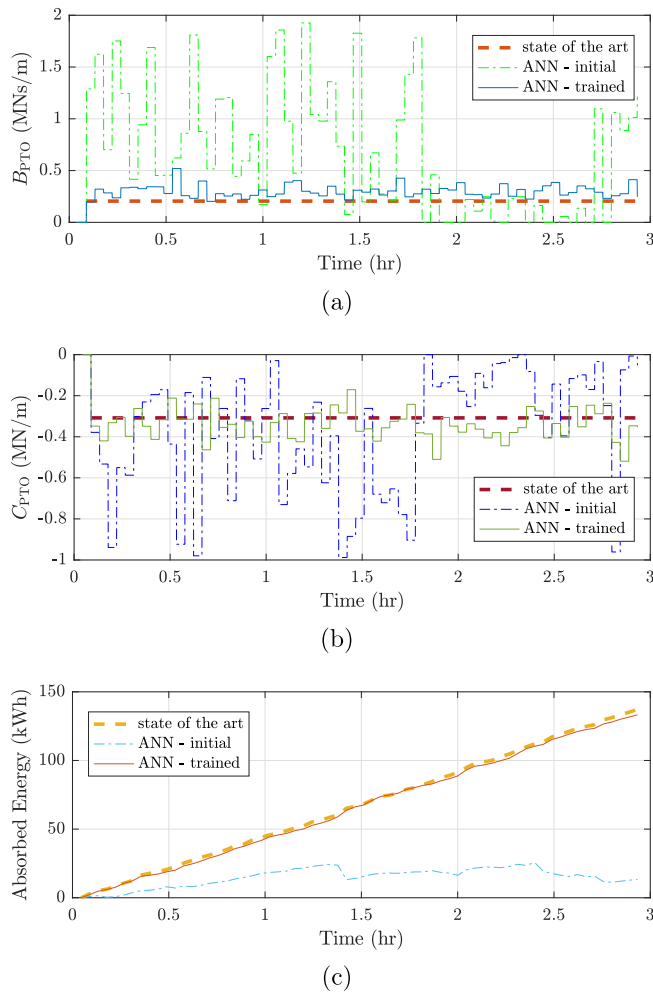 2
1.5
1
0.5
0
B_PTO (MNs/m)
state of the art
ANN - initial
ANN - trained
0 0.5 1 1.5 2 2.5 3
Time (hr)
(a)
0
-0.2
-0.4
-0.6
-0.8
-1
C_PTO (MN/m)
state of the art
ANN - initial
ANN - trained
0 0.5 1 1.5 2 2.5 3
Time (hr)
(b)
150
100
50
0
Absorbed Energy (kWh)
state of the art
ANN - initial
ANN - trained
0 0.5 1 1.5 2 2.5 3
Time (hr)
(c)